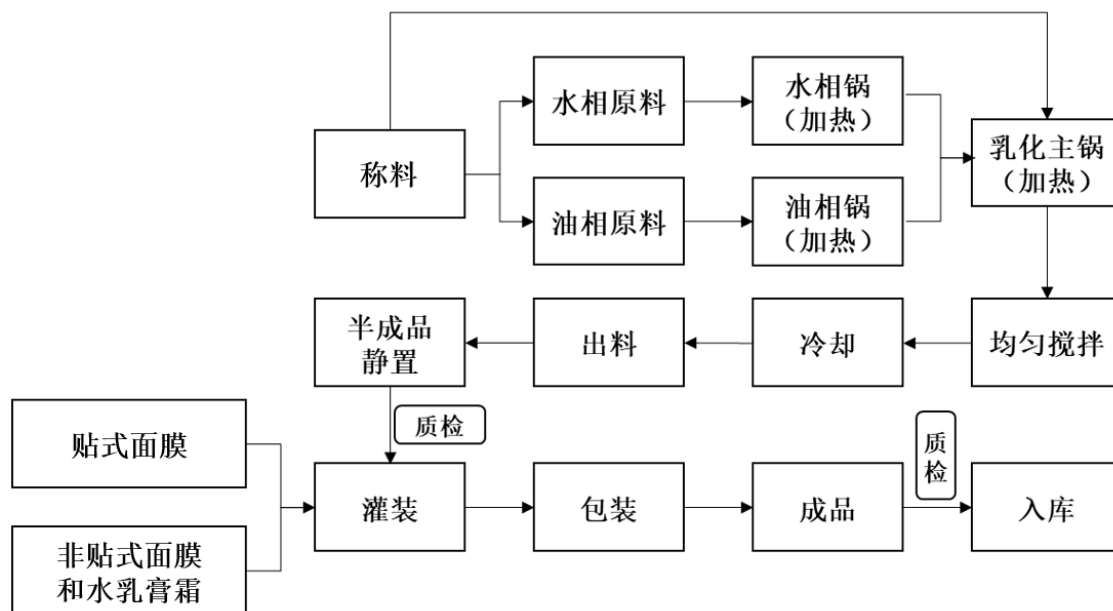 水相原料
水相锅
（加热）
称料
乳化主锅
（加热）
油相原料
油相锅
（加热）
半成品
静置
出料
冷却
均匀搅拌
质检
贴式面膜
灌装
包装
成品
质
检
入库
非贴式面膜
和水乳膏霜